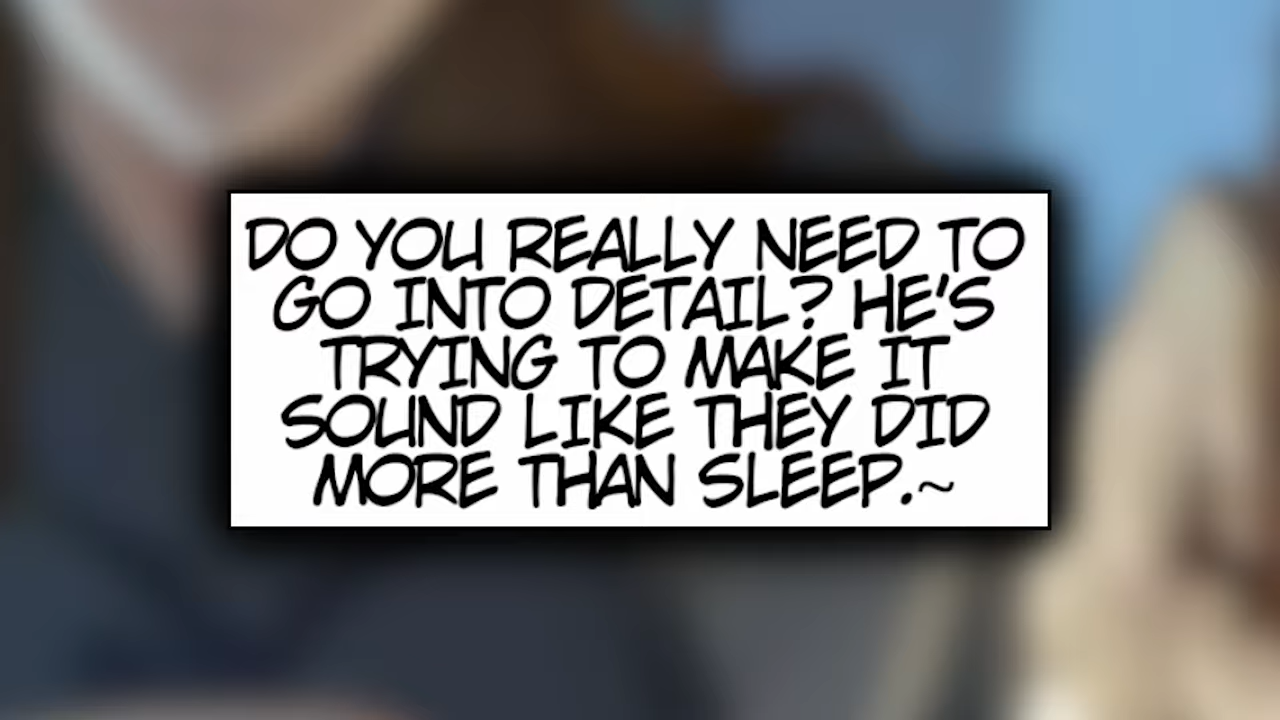 DO YOU REALLY NEED TO
GO INTO DETAIL? HE'S
TRYING TO MAKE IT
SOUND LIKE THEY DID
MORE THAN SLEEP.~